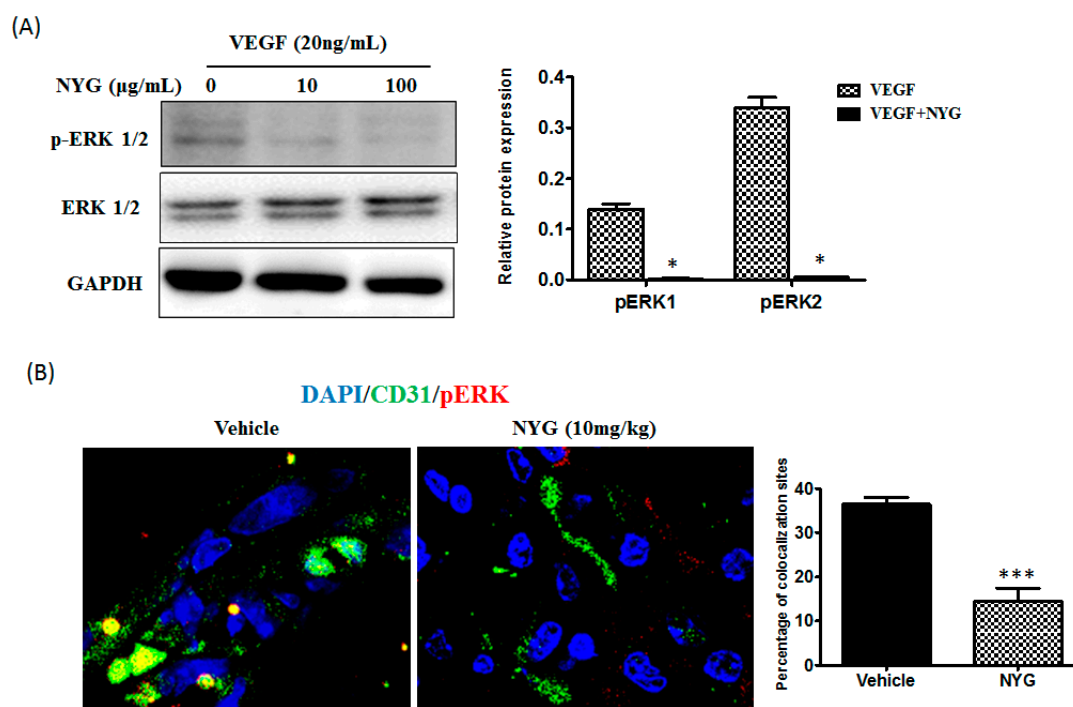 (A)
VEGF (20ng/mL)
NYG (μg/mL) 0 10 100
p-ERK 1/2
ERK 1/2
GAPDH
Relative protein expression
0.4
0.3
0.2
0.1
0.0
* *
pERK1 pERK2
VEGF
VEGF+NYG
(B)
DAPI/CD31/pERK
Vehicle NYG (10mg/kg)
Percentage of colocalization sites
40
30
20
10
0
***
Vehicle NYG